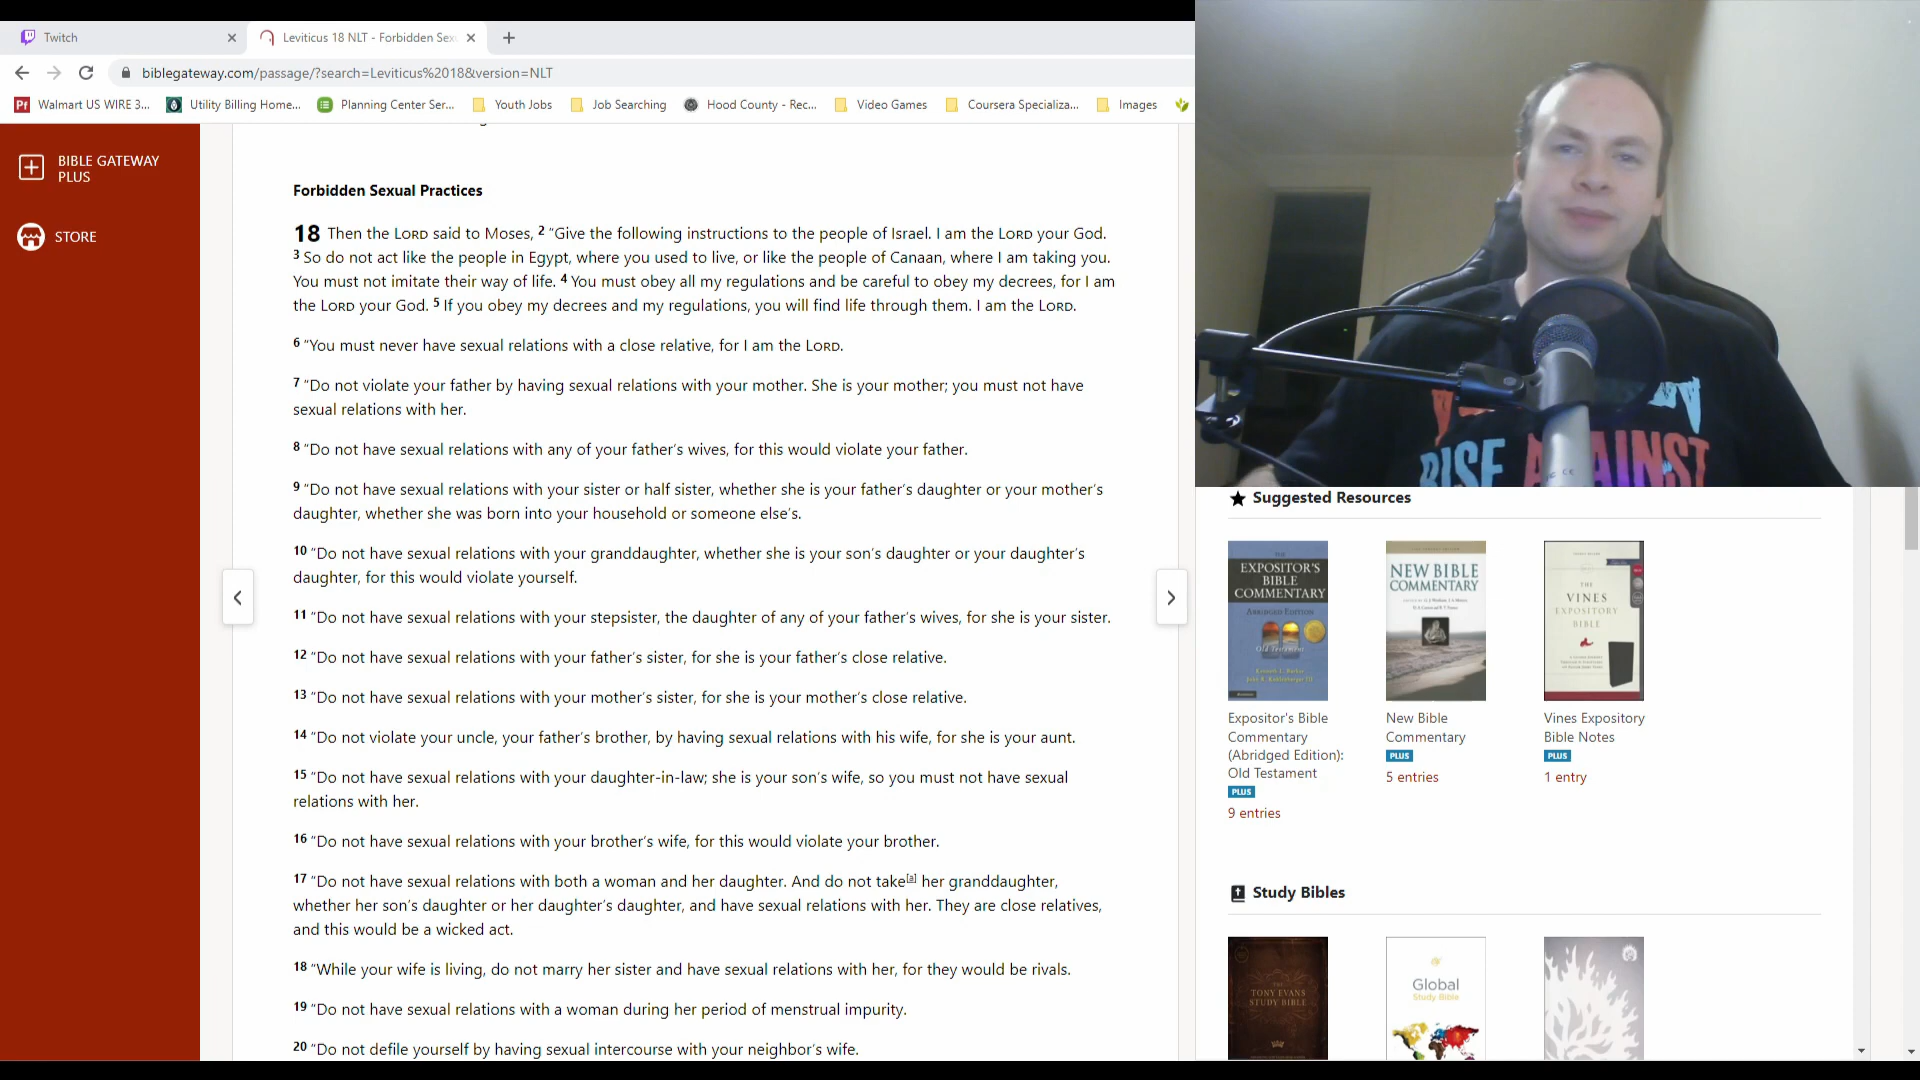 Twitch
Leviticus 18 NLT - Forbidden Sex
biblegateway.com/passage/?search=Leviticus%2018&version=NLT
Walmart US WIRE 3...
Utility Billing Home...
Planning Center Ser...
Youth Jobs
Job Searching
Hood County - Rec...
Video Games
Coursera Specializa...
Images
BIBLE GATEWAY
PLUS
STORE
Forbidden Sexual Practices
18 Then the LORD said to Moses, 2 “Give the following instructions to the people of Israel. I am the LORD your God.
3 So do not act like the people in Egypt, where you used to live, or like the people of Canaan, where I am taking you.
You must not imitate their way of life. 4 You must obey all my regulations and be careful to obey my decrees, for I am
the LORD your God. 5 If you obey my decrees and my regulations, you will find life through them. I am the LORD.
6 “You must never have sexual relations with a close relative, for I am the LORD.
7 “Do not violate your father by having sexual relations with your mother. She is your mother; you must not have
sexual relations with her.
8 “Do not have sexual relations with any of your father’s wives, for this would violate your father.
9 “Do not have sexual relations with your sister or half sister, whether she is your father’s daughter or your mother’s
daughter, whether she was born into your household or someone else’s.
10 “Do not have sexual relations with your granddaughter, whether she is your son’s daughter or your daughter’s
daughter, for this would violate yourself.
11 “Do not have sexual relations with your stepsister, the daughter of any of your father’s wives, for she is your sister.
12 “Do not have sexual relations with your father’s sister, for she is your father’s close relative.
13 “Do not have sexual relations with your mother’s sister, for she is your mother’s close relative.
14 “Do not violate your uncle, your father’s brother, by having sexual relations with his wife, for she is your aunt.
15 “Do not have sexual relations with your daughter-in-law; she is your son’s wife, so you must not have sexual
relations with her.
16 “Do not have sexual relations with your brother’s wife, for this would violate your brother.
17 “Do not have sexual relations with both a woman and her daughter. And do not take[a] her granddaughter,
whether her son’s daughter or her daughter’s daughter, and have sexual relations with her. They are close relatives,
and this would be a wicked act.
18 “While your wife is living, do not marry her sister and have sexual relations with her, for they would be rivals.
19 “Do not have sexual relations with a woman during her period of menstrual impurity.
20 “Do not defile yourself by having sexual intercourse with your neighbor’s wife.
RISE AGAINST
Suggested Resources
EXPOSITOR'S
BIBLE
COMMENTARY
ABRIDGED EDITION
Old Testament
NEW BIBLE
COMMENTARY
THE
VINES
EXPOSITORY
BIBLE
Expositor's Bible
Commentary
(Abridged Edition):
Old Testament
PLUS
9 entries
New Bible
Commentary
PLUS
5 entries
Vines Expository
Bible Notes
PLUS
1 entry
Study Bibles
THE
TONY EVANS
STUDY BIBLE
Global
Study Bible